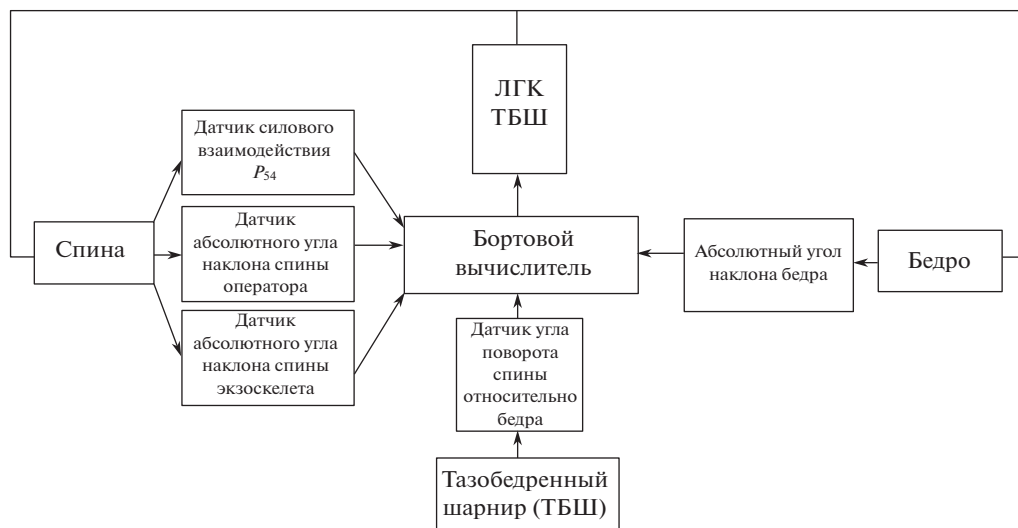 ЛГК
ТБШ
Датчик силового
взаимодействия
P54
Спина
Датчик
абсолютного угла
наклона спины
оператора
Бортовой
вычислитель
Абсолютный угол
наклона бедра
Бедро
Датчик
абсолютного угла
наклона спины
экзоскелета
Датчик угла
поворота
спины
относительно
бедра
Тазобедренный
шарнир (ТБШ)